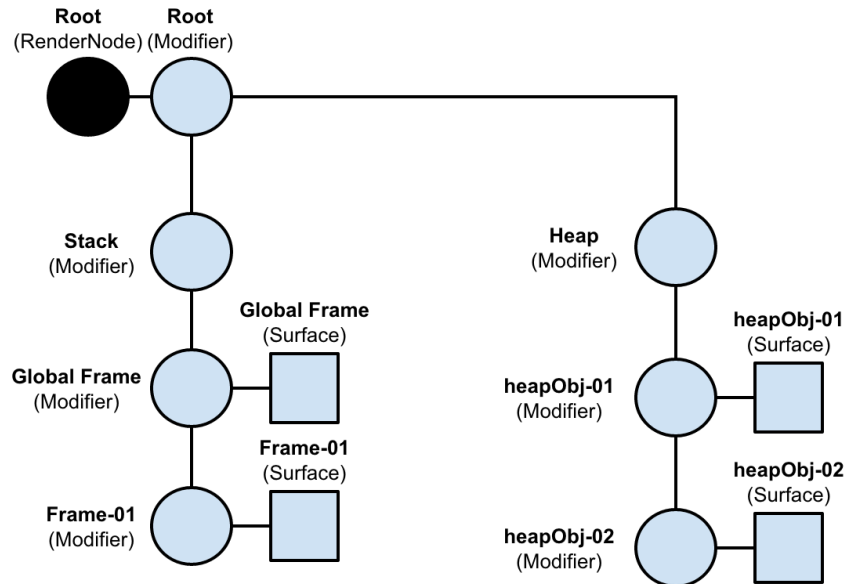 Root
(RenderNode)
Root
(Modifier)
Stack
(Modifier)
Heap
(Modifier)
Global Frame
(Surface)
Global Frame
(Modifier)
heapObj-01
(Surface)
heapObj-01
(Modifier)
Frame-01
(Surface)
Frame-01
(Modifier)
heapObj-02
(Surface)
heapObj-02
(Modifier)